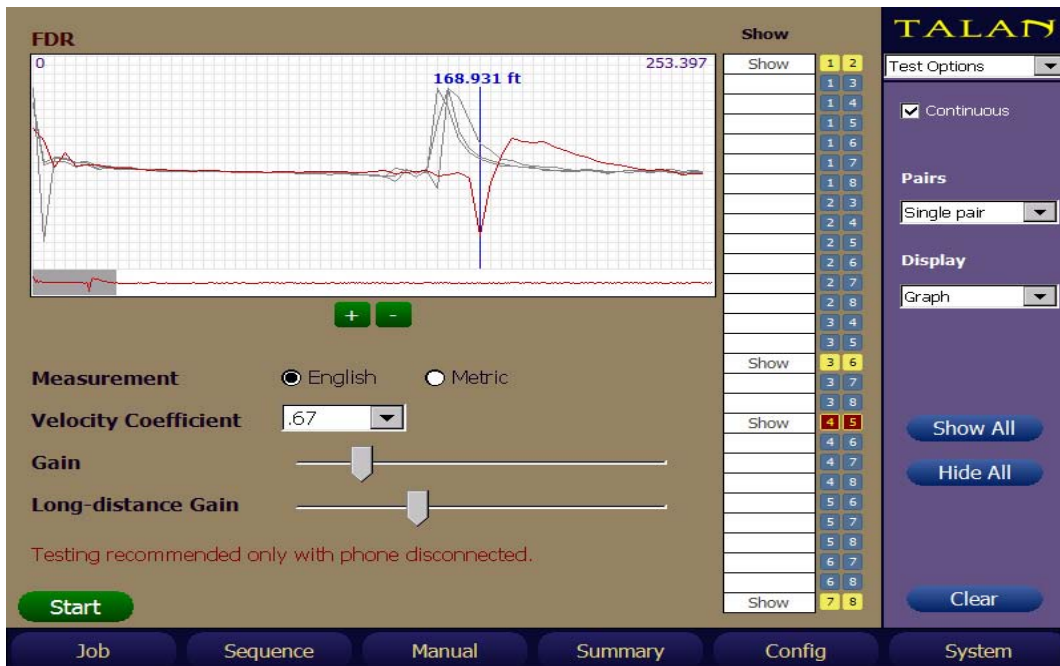 FDR
Show
TALAN
0
253.397
168.931 ft
Show 1 2
1 3
1 4
1 5
1 6
1 7
1 8
2 3
2 4
2 5
2 6
2 7
2 8
3 4
3 5
Show 3 6
3 7
3 8
Show 4 5
4 6
4 7
4 8
5 6
5 7
5 8
6 7
6 8
Show 7 8
Test Options
Continuous
Pairs
Single pair
Display
Graph
Show All
Hide All
Clear
+ -
Measurement English Metric
Velocity Coefficient .67
Gain
Long-distance Gain
Testing recommended only with phone disconnected.
Start
Job Sequence Manual Summary Config System